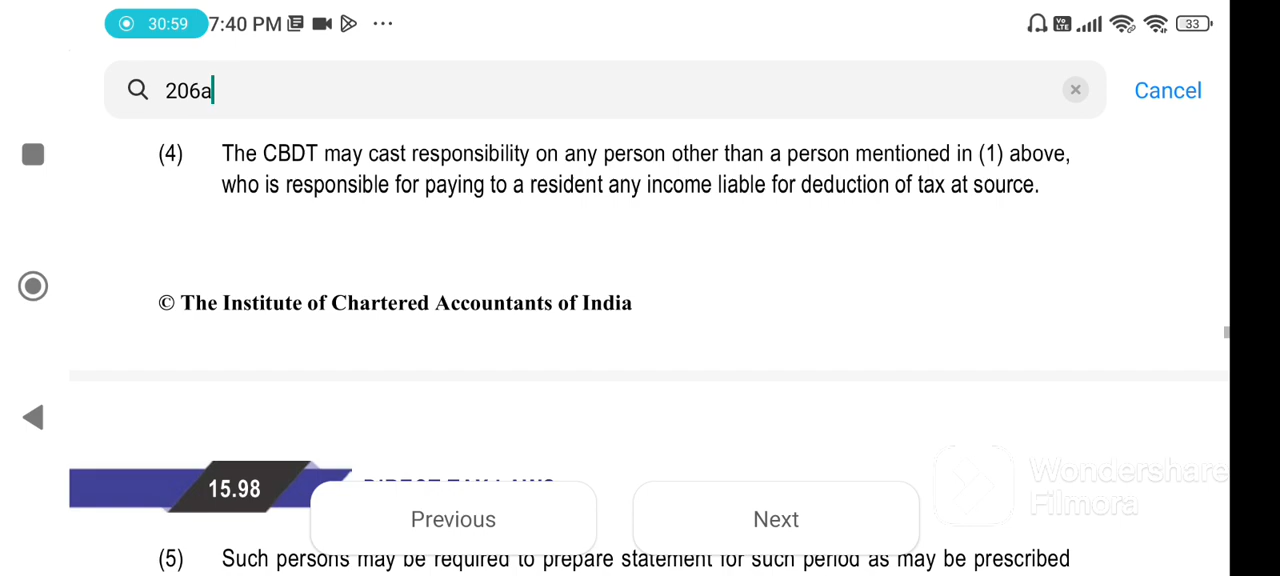 30:59 7:40 PM 33
206a Cancel
(4) The CBDT may cast responsibility on any person other than a person mentioned in (1) above,
who is responsible for paying to a resident any income liable for deduction of tax at source.
© The Institute of Chartered Accountants of India
15.98 DIRECT TAX LAWS
Wondershare
Filmora
Previous Next
(5) Such persons may be required to prepare statement for such period as may be prescribed